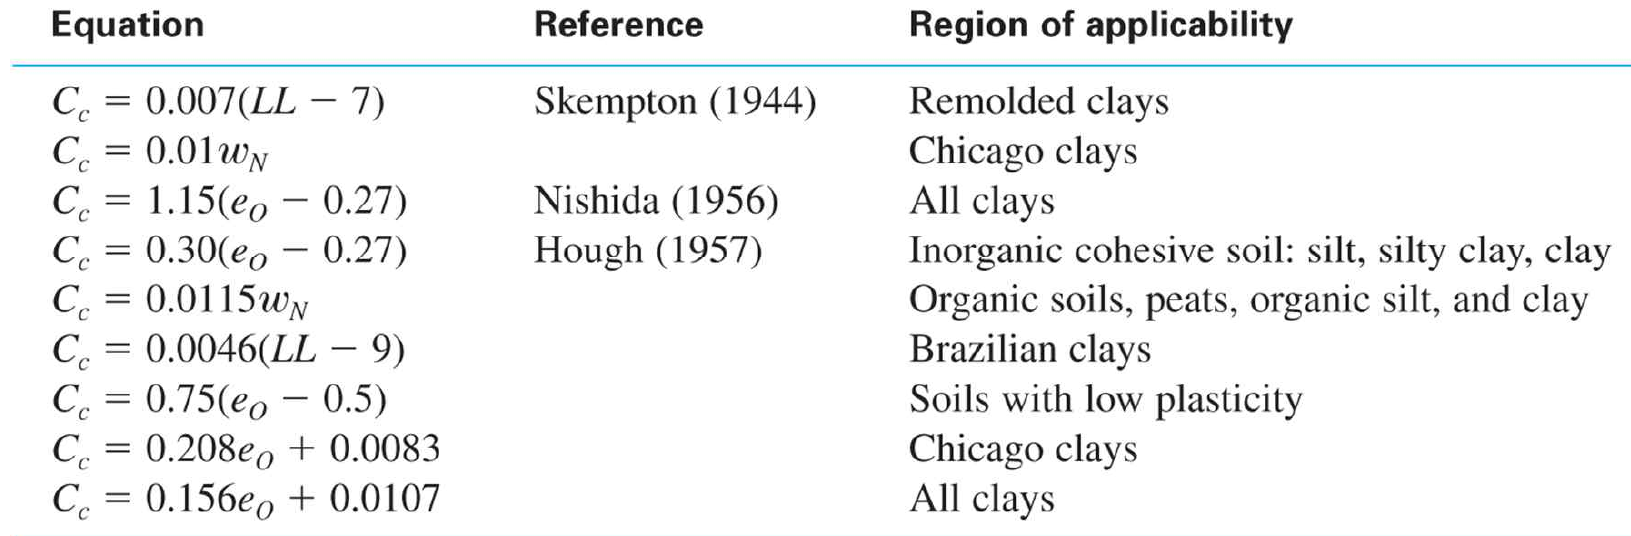 Equation Reference Region of applicability
C_c = 0.007(LL − 7) Skempton (1944) Remolded clays
C_c = 0.01w_N Chicago clays
C_c = 1.15(e_O − 0.27) Nishida (1956) All clays
C_c = 0.30(e_O − 0.27) Hough (1957) Inorganic cohesive soil: silt, silty clay, clay
C_c = 0.0115w_N Organic soils, peats, organic silt, and clay
C_c = 0.0046(LL − 9) Brazilian clays
C_c = 0.75(e_O − 0.5) Soils with low plasticity
C_c = 0.208e_O + 0.0083 Chicago clays
C_c = 0.156e_O + 0.0107 All clays